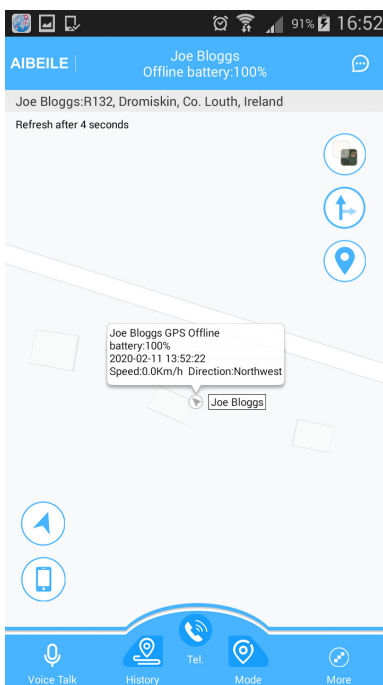 91% 16:52
AIBEILE
Joe Bloggs
Offline battery:100%
Joe Bloggs:R132, Dromiskin, Co. Louth, Ireland
Refresh after 4 seconds
Joe Bloggs GPS Offline
battery:100%
2020-02-11 13:52:22
Speed:0.0Km/h Direction:Northwest
Joe Bloggs
Tel.
Voice Talk History Mode More